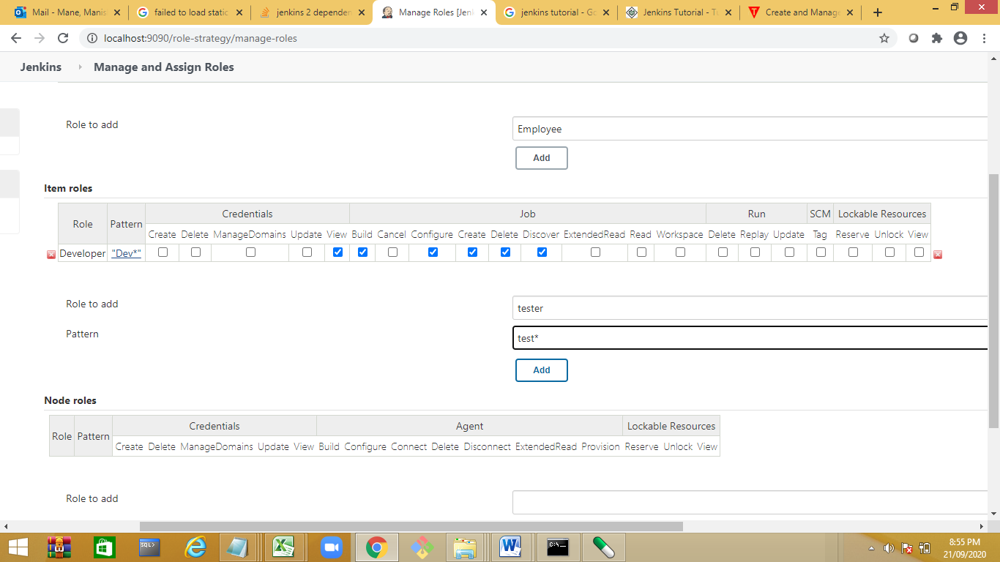 Mail - Mane, Manis
failed to load static
jenkins 2 dependen
Manage Roles [Jenk
jenkins tutorial - Go
Jenkins Tutorial - Tu
Create and Manage
localhost:9090/role-strategy/manage-roles
Jenkins Manage and Assign Roles
Role to add
Employee
Add
Item roles
Role Pattern Credentials Job Run SCM Lockable Resources
Create Delete ManageDomains Update View Build Cancel Configure Create Delete Discover ExtendedRead Read Workspace Delete Replay Update Tag Reserve Unlock View
Developer "Dev*"
Role to add
tester
Pattern
test*
Add
Node roles
Role Pattern Credentials Agent Lockable Resources
Create Delete ManageDomains Update View Build Configure Connect Delete Disconnect ExtendedRead Provision Reserve Unlock View
Role to add
SQL>
C:\
8:55 PM
21/09/2020